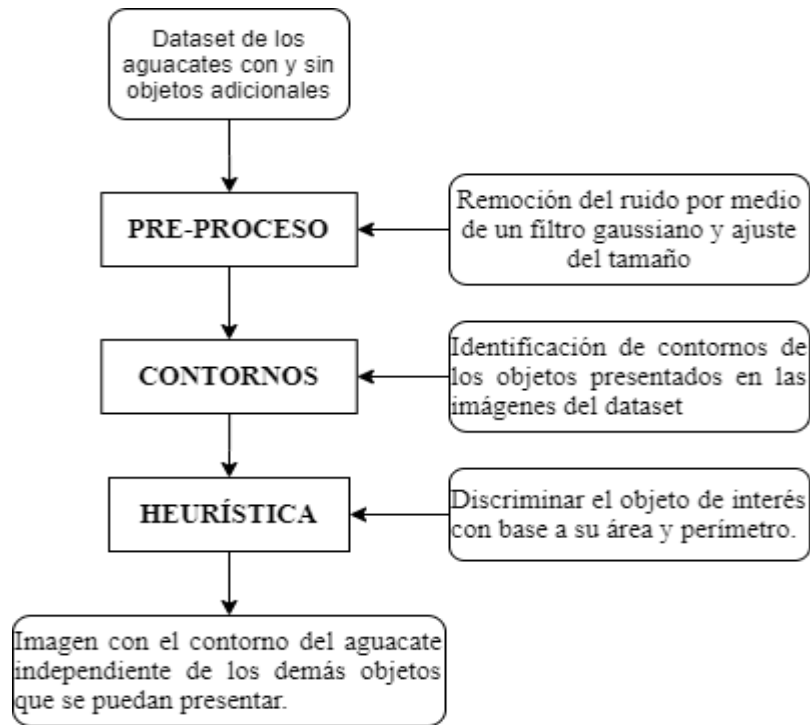 Dataset de los
aguacates con y sin
objetos adicionales
PRE-PROCESO
Remoción del ruido por medio
de un filtro gaussiano y ajuste
del tamaño
CONTORNOS
Identificación de contornos de
los objetos presentados en las
imágenes del dataset
HEURÍSTICA
Discriminar el objeto de interés
con base a su área y perímetro.
Imagen con el contorno del aguacate
independiente de los demás objetos
que se puedan presentar.